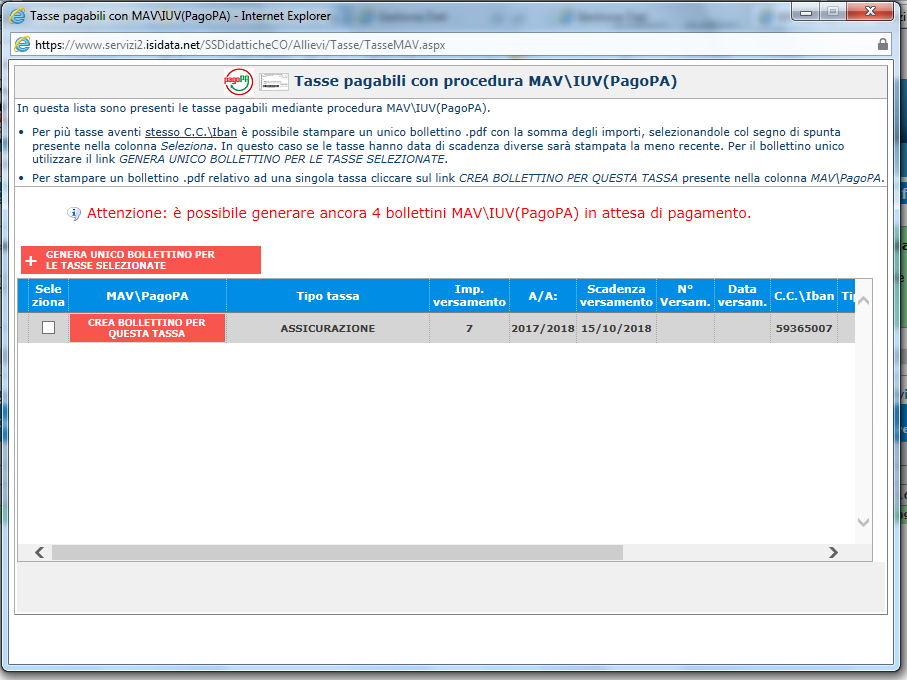 Tasse pagabili con MAV\IUV(PagoPA) - Internet Explorer
https://www.servizi2.isidata.net/SSDidatticheCO/Allievi/Tasse/TasseMAV.aspx
pagoPA Tasse pagabili con procedura MAV\IUV(PagoPA)
In questa lista sono presenti le tasse pagabili mediante procedura MAV\IUV(PagoPA).
• Per più tasse aventi stesso C.C.\Iban è possibile stampare un unico bollettino .pdf con la somma degli importi, selezionandole col segno di spunta
presente nella colonna Seleziona. In questo caso se le tasse hanno data di scadenza diverse sarà stampata la meno recente. Per il bollettino unico
utilizzare il link GENERA UNICO BOLLETTINO PER LE TASSE SELEZIONATE.
• Per stampare un bollettino .pdf relativo ad una singola tassa cliccare sul link CREA BOLLETTINO PER QUESTA TASSA presente nella colonna MAV\PagoPA.
Attenzione: è possibile generare ancora 4 bollettini MAV\IUV(PagoPA) in attesa di pagamento.
+ GENERA UNICO BOLLETTINO PER
LE TASSE SELEZIONATE
Sele
ziona
MAV\PagoPA
Tipo tassa
Imp.
versamento
A/A:
Scadenza
versamento
N°
Versam.
Data
versam.
C.C.\Iban
Tip
CREA BOLLETTINO PER
QUESTA TASSA
ASSICURAZIONE
7
2017/2018
15/10/2018
59365007